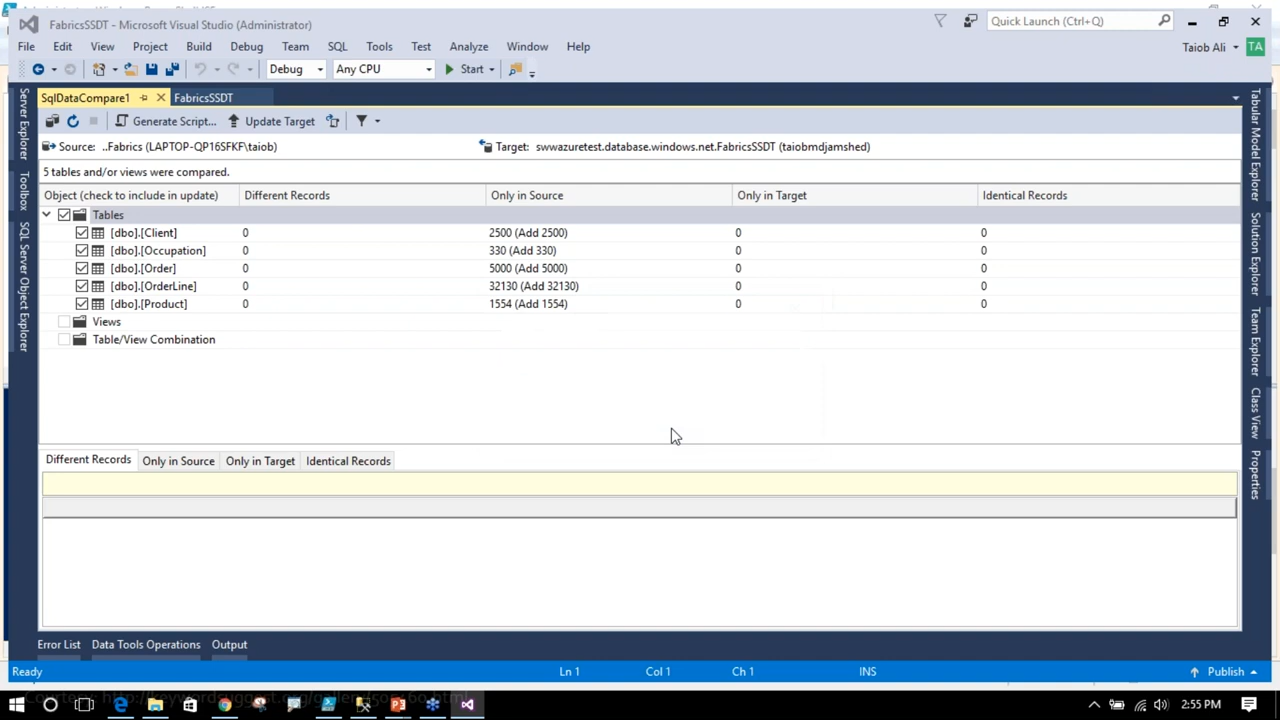 FabricsSSDT - Microsoft Visual Studio (Administrator)
Quick Launch (Ctrl+Q)
File Edit View Project Build Debug Team SQL Tools Test Analyze Window Help
Taiob Ali TA
Debug Any CPU Start
SqlDataCompare1 FabricsSSDT
Generate Script... Update Target
Source: ..Fabrics (LAPTOP-QP16SFKF\taiob) Target: swwazuretest.database.windows.net.FabricsSSDT (taiobmdjamshed)
5 tables and/or views were compared.
Object (check to include in update) Different Records Only in Source Only in Target Identical Records
Tables
[dbo].[Client] 0 2500 (Add 2500) 0 0
[dbo].[Occupation] 0 330 (Add 330) 0 0
[dbo].[Order] 0 5000 (Add 5000) 0 0
[dbo].[OrderLine] 0 32130 (Add 32130) 0 0
[dbo].[Product] 0 1554 (Add 1554) 0 0
Views
Table/View Combination
Different Records Only in Source Only in Target Identical Records
Error List Data Tools Operations Output
Ready Ln 1 Col 1 Ch 1 INS Publish
Server Explorer
Toolbox
SQL Server Object Explorer
Tabular Model Explorer
Solution Explorer
Team Explorer
Class View
Properties
2:55 PM